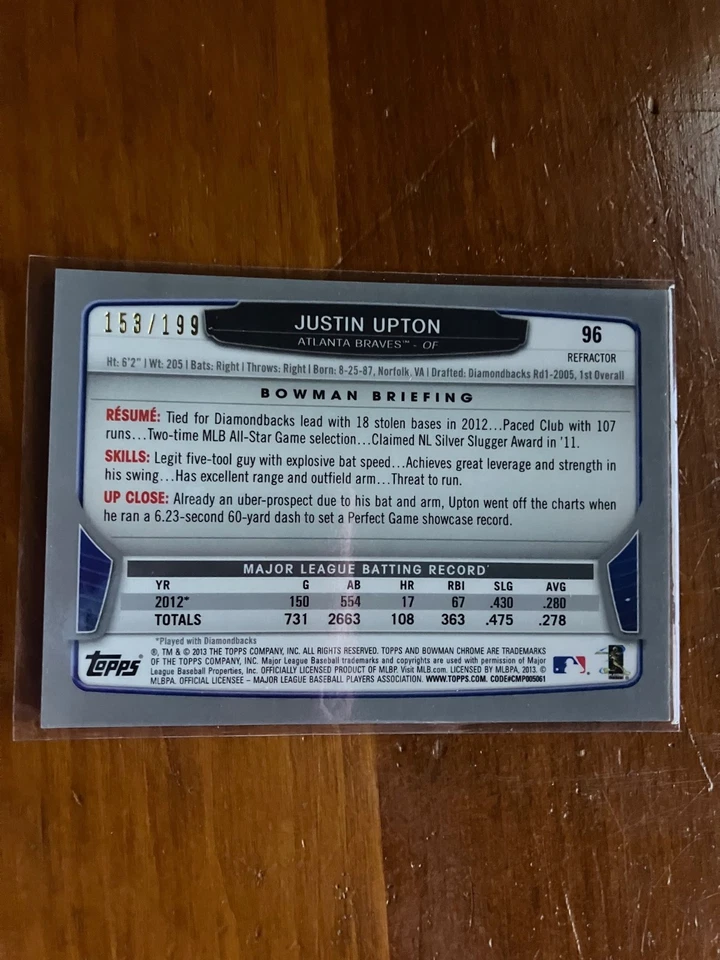 153/199
JUSTIN UPTON
ATLANTA BRAVES™ - OF
96
REFRACTOR
Ht: 6'2" | Wt: 205 | Bats: Right | Throws: Right | Born: 8-25-87, Norfolk, VA | Drafted: Diamondbacks Rd1-2005, 1st Overall
BOWMAN BRIEFING
RÉSUMÉ: Tied for Diamondbacks lead with 18 stolen bases in 2012...Paced Club with 107
runs...Two-time MLB All-Star Game selection...Claimed NL Silver Slugger Award in '11.
SKILLS: Legit five-tool guy with explosive bat speed...Achieves great leverage and strength in
his swing...Has excellent range and outfield arm...Threat to run.
UP CLOSE: Already an uber-prospect due to his bat and arm, Upton went off the charts when
he ran a 6.23-second 60-yard dash to set a Perfect Game showcase record.
MAJOR LEAGUE BATTING RECORD
YR G AB HR RBI SLG AVG
2012* 150 554 17 67 .430 .280
TOTALS 731 2663 108 363 .475 .278
*Played with Diamondbacks
Topps
®, TM & © 2013 THE TOPPS COMPANY, INC. ALL RIGHTS RESERVED. TOPPS AND BOWMAN CHROME ARE TRADEMARKS
OF THE TOPPS COMPANY, INC. Major League Baseball trademarks and copyrights are used with permission of Major
League Baseball Properties, Inc. OFFICIALLY LICENSED PRODUCT OF MLBP. Visit MLB.com. LICENSED BY MLBPA, 2013. ©
MLBPA. OFFICIAL LICENSEE – MAJOR LEAGUE BASEBALL PLAYERS ASSOCIATION. WWW.TOPPS.COM. CODE#CMP005061